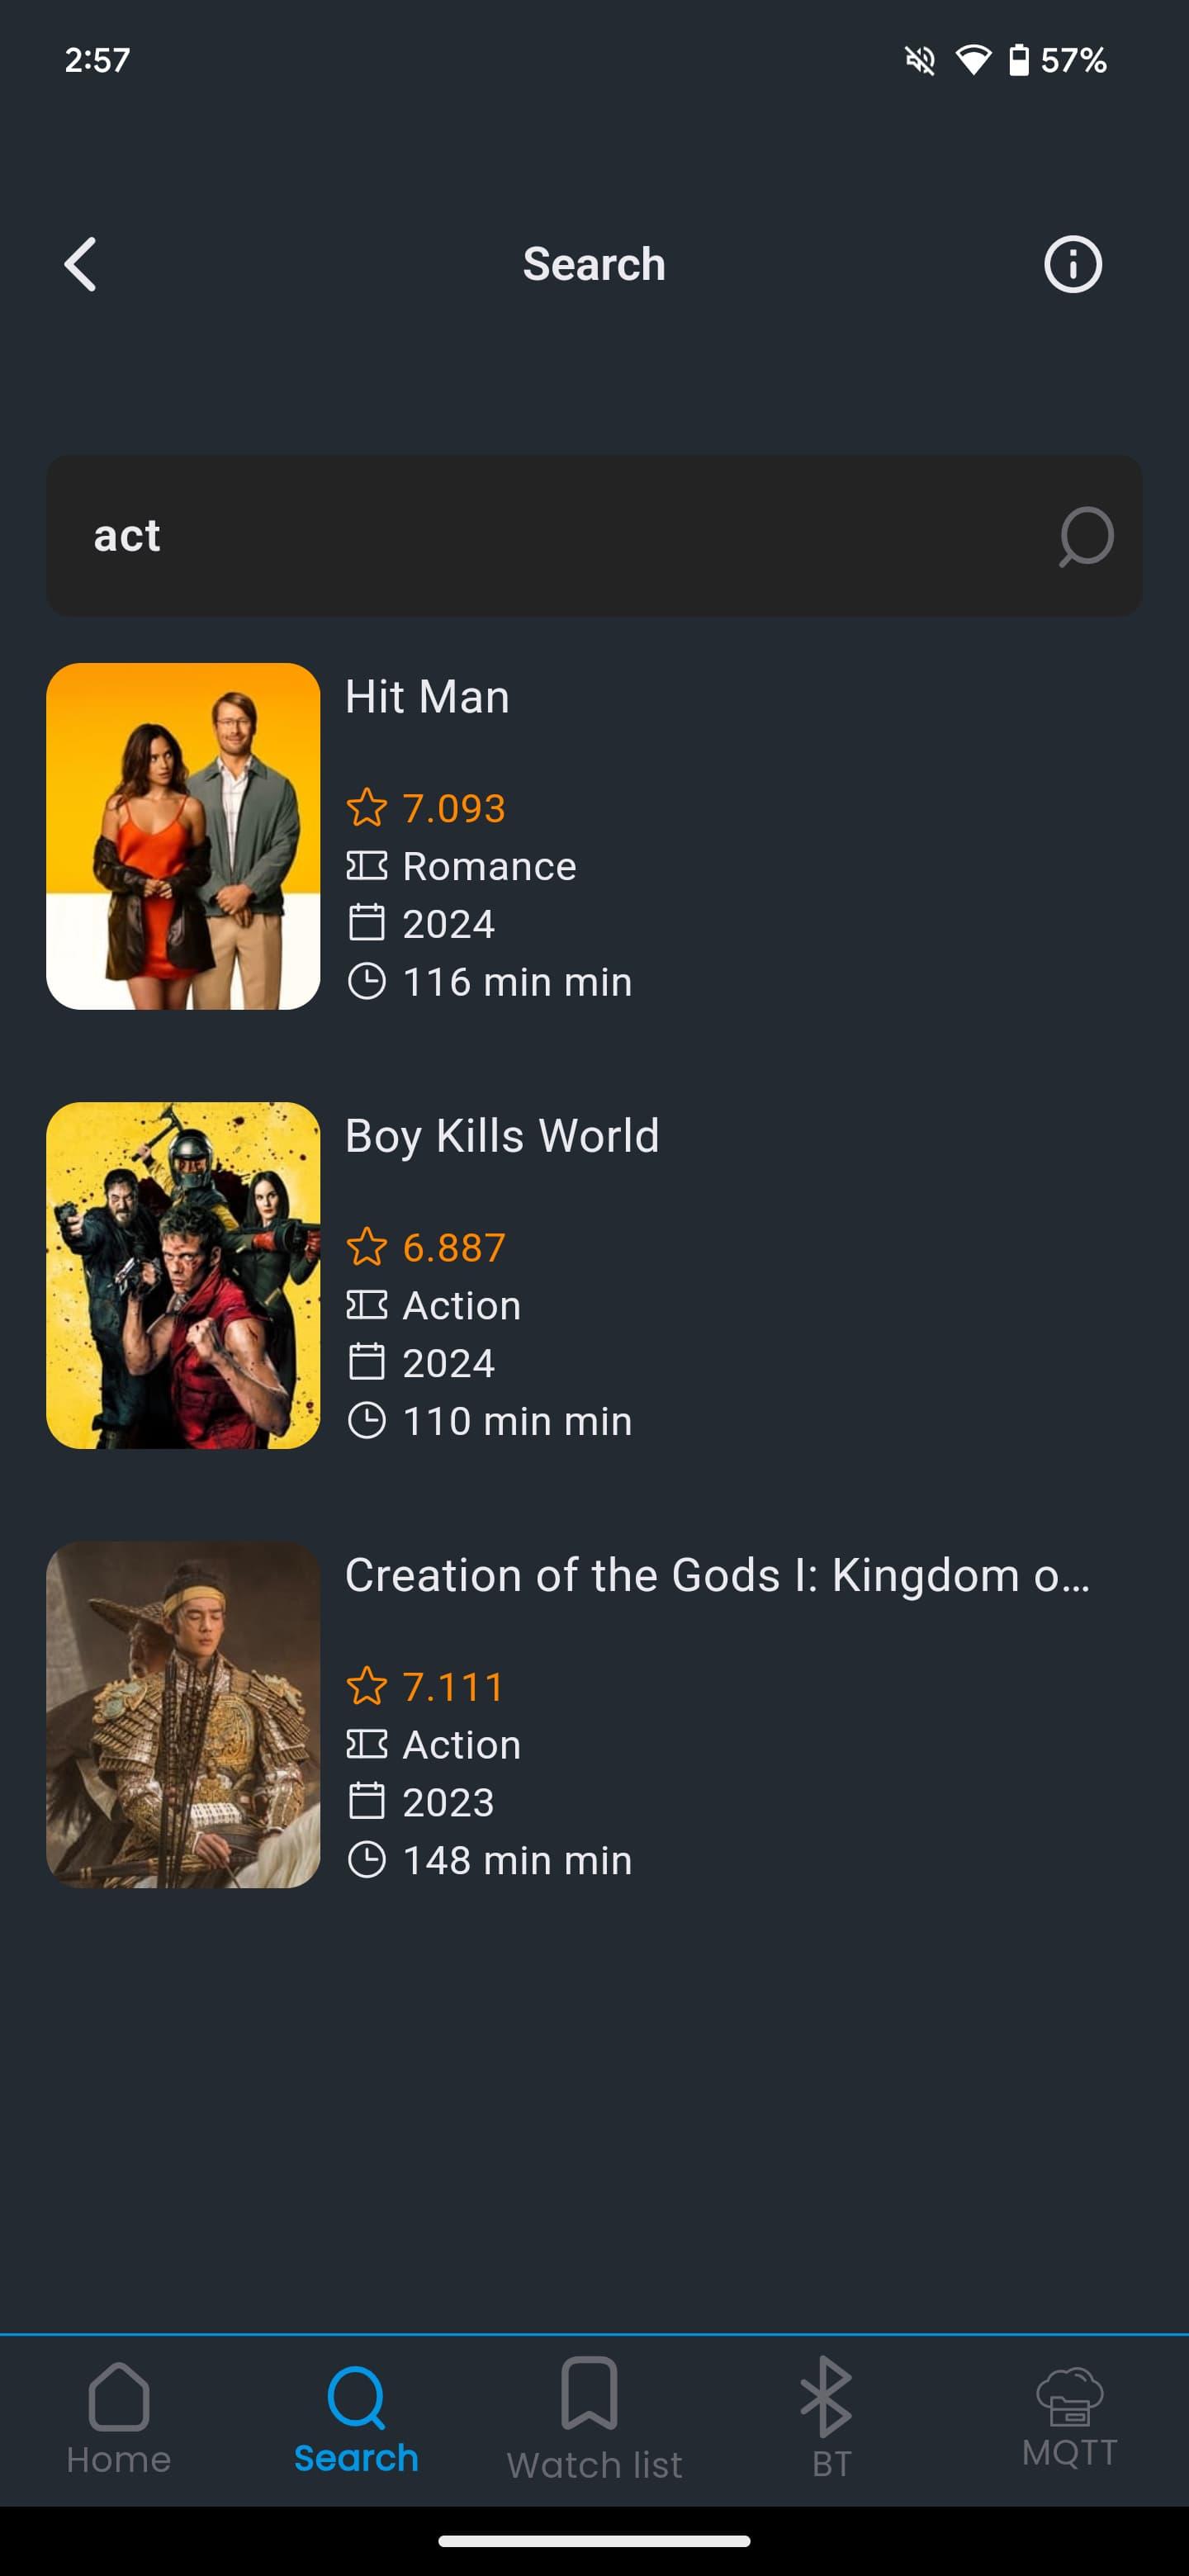 2:57
57%
Search
act
Hit Man
7.093
Romance
2024
116 min min
Boy Kills World
6.887
Action
2024
110 min min
Creation of the Gods I: Kingdom o...
7.111
Action
2023
148 min min
Home
Search
Watch list
BT
MQTT